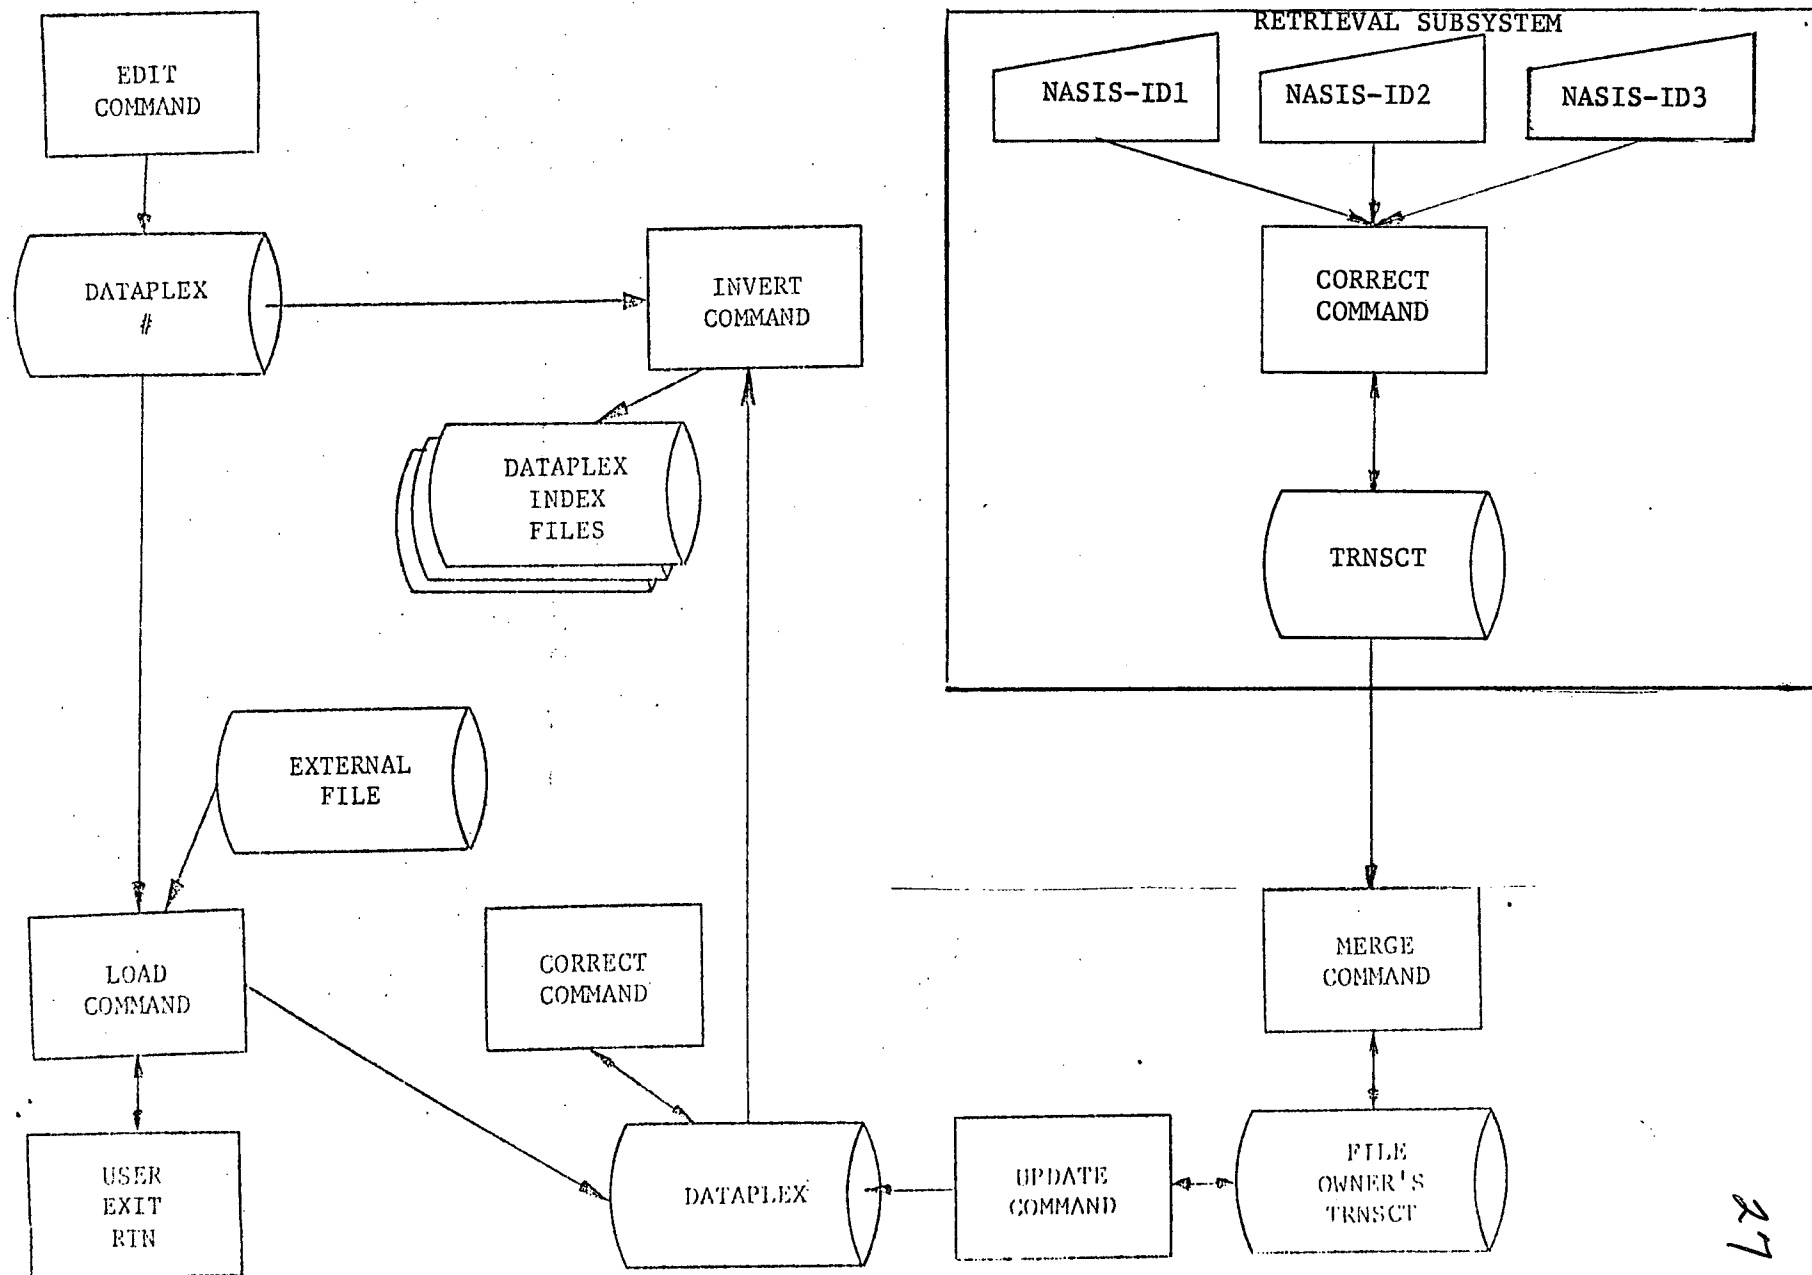 RETRIEVAL SUBSYSTEM
EDIT
COMMAND
NASIS-ID1
NASIS-ID2
NASIS-ID3
DATAPLEX
#
INVERT
COMMAND
CORRECT
COMMAND
DATAPLEX
INDEX
FILES
TRNSCT
EXTERNAL
FILE
LOAD
COMMAND
CORRECT
COMMAND
MERGE
COMMAND
USER
EXIT
RTN
DATAPLEX
UPDATE
COMMAND
FILE
OWNER'S
TRNSCT
27